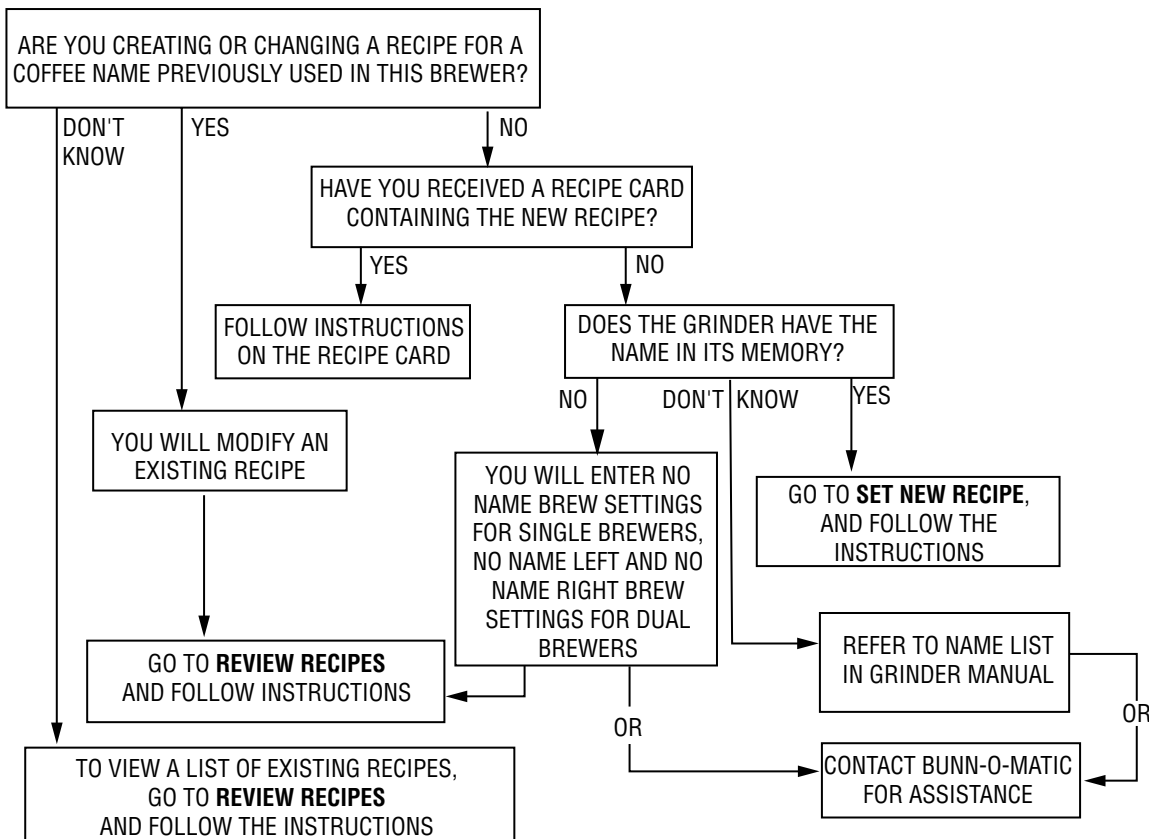 ARE YOU CREATING OR CHANGING A RECIPE FOR A
COFFEE NAME PREVIOUSLY USED IN THIS BREWER?
DON'T
KNOW
YES
NO
HAVE YOU RECEIVED A RECIPE CARD
CONTAINING THE NEW RECIPE?
YES
NO
FOLLOW INSTRUCTIONS
ON THE RECIPE CARD
DOES THE GRINDER HAVE THE
NAME IN ITS MEMORY?
NO
DON'T KNOW
YES
YOU WILL MODIFY AN
EXISTING RECIPE
YOU WILL ENTER NO
NAME BREW SETTINGS
FOR SINGLE BREWERS,
NO NAME LEFT AND NO
NAME RIGHT BREW
SETTINGS FOR DUAL
BREWERS
GO TO SET NEW RECIPE,
AND FOLLOW THE
INSTRUCTIONS
GO TO REVIEW RECIPES
AND FOLLOW INSTRUCTIONS
REFER TO NAME LIST
IN GRINDER MANUAL
OR
OR
TO VIEW A LIST OF EXISTING RECIPES,
GO TO REVIEW RECIPES
AND FOLLOW THE INSTRUCTIONS
CONTACT BUNN-O-MATIC
FOR ASSISTANCE